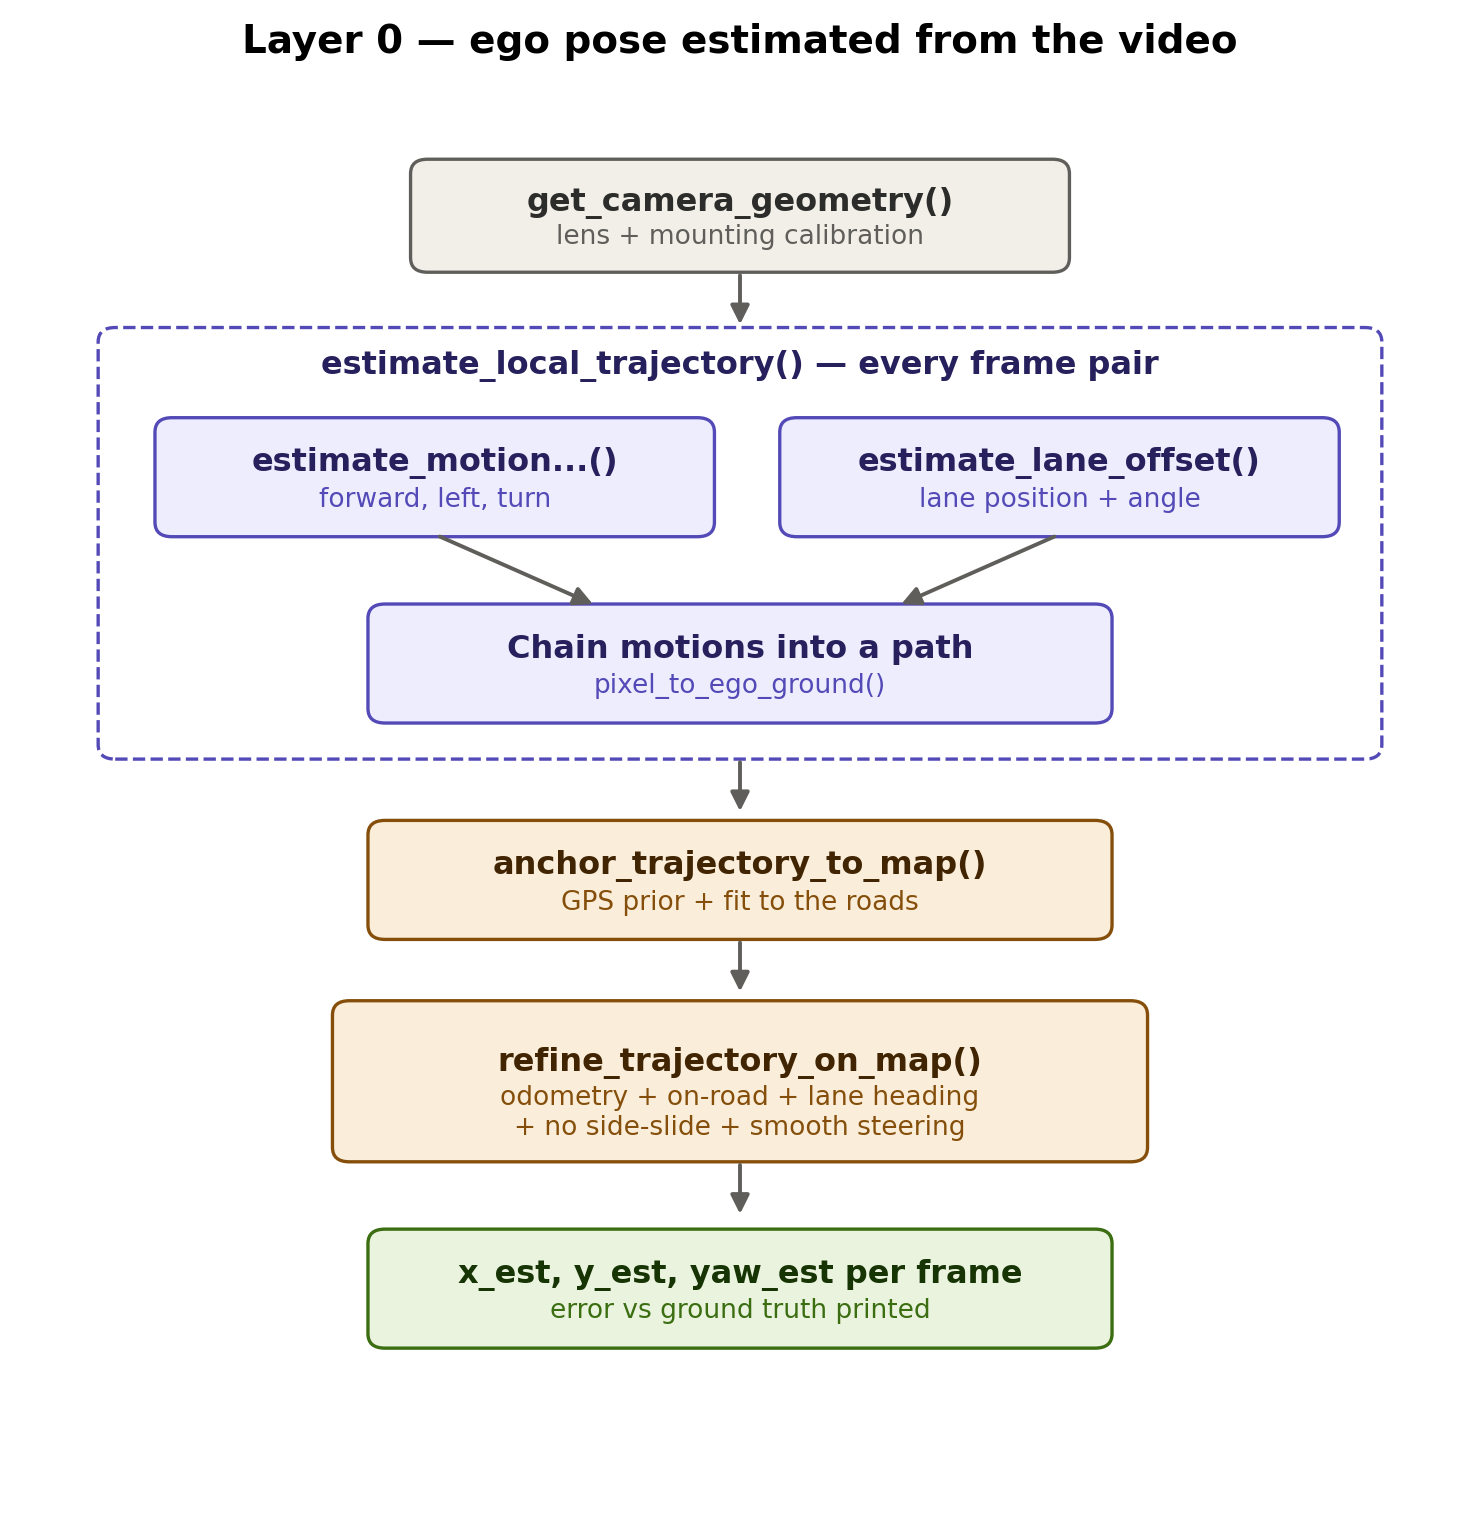 Layer 0 — ego pose estimated from the video
get_camera_geometry()
lens + mounting calibration
estimate_local_trajectory() — every frame pair
estimate_motion...()
forward, left, turn
estimate_lane_offset()
lane position + angle
Chain motions into a path
pixel_to_ego_ground()
anchor_trajectory_to_map()
GPS prior + fit to the roads
refine_trajectory_on_map()
odometry + on-road + lane heading
+ no side-slide + smooth steering
x_est, y_est, yaw_est per frame
error vs ground truth printed